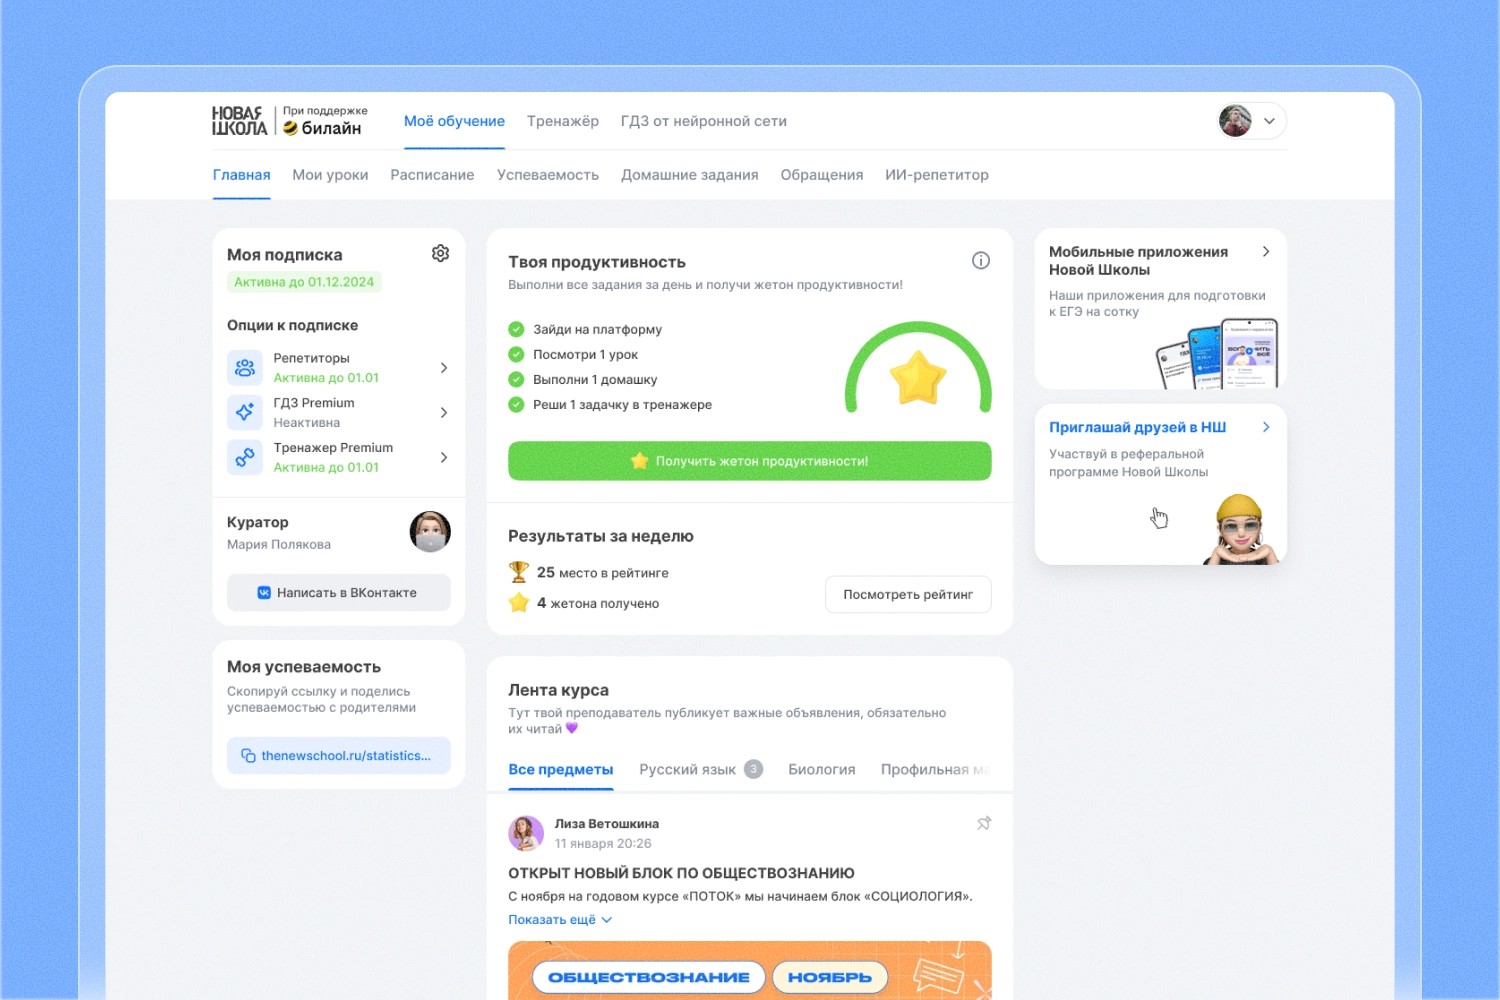 НОВАЯ
ШКОЛА
При поддержке
билайн
Моё обучение
Тренажёр
ГДЗ от нейронной сети
Главная
Мои уроки
Расписание
Успеваемость
Домашние задания
Обращения
ИИ-репетитор
Моя подписка
Активна до 01.12.2024
Опции к подписке
Репетиторы
Активна до 01.01
ГДЗ Premium
Неактивна
Тренажер Premium
Активна до 01.01
Куратор
Мария Полякова
Написать в ВКонтакте
Моя успеваемость
Скопируй ссылку и поделись
успеваемостью с родителями
thenewschool.ru/statistics...
Твоя продуктивность
Выполни все задания за день и получи жетон продуктивности!
Зайди на платформу
Посмотри 1 урок
Выполни 1 домашку
Реши 1 задачку в тренажере
Получить жетон продуктивности!
Результаты за неделю
25 место в рейтинге
4 жетона получено
Посмотреть рейтинг
Лента курса
Тут твой преподаватель публикует важные объявления, обязательно
их читай 💜
Все предметы
Русский язык 3
Биология
Профильная ма
Лиза Ветошкина
11 января 20:26
ОТКРЫТ НОВЫЙ БЛОК ПО ОБЩЕСТВОЗНАНИЮ
С ноября на годовом курсе «ПОТОК» мы начинаем блок «СОЦИОЛОГИЯ».
Показать ещё
ОБЩЕСТВОЗНАНИЕ
НОЯБРЬ
Мобильные приложения
Новой Школы
Наши приложения для подготовки
к ЕГЭ на сотку
Приглашай друзей в НШ
Участвуй в реферальной
программе Новой Школы